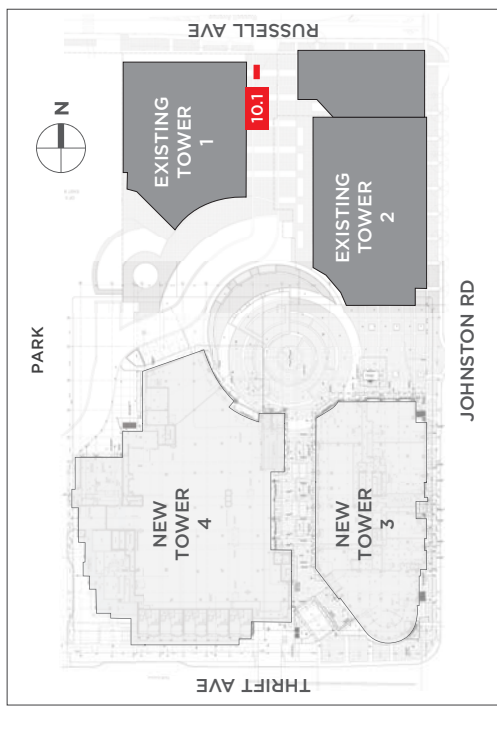 RUSSELL AVE
N
10.1
EXISTING
TOWER
1
EXISTING
TOWER
2
PARK
JOHNSTON RD
NEW
TOWER
4
NEW
TOWER
3
THRIFT AVE